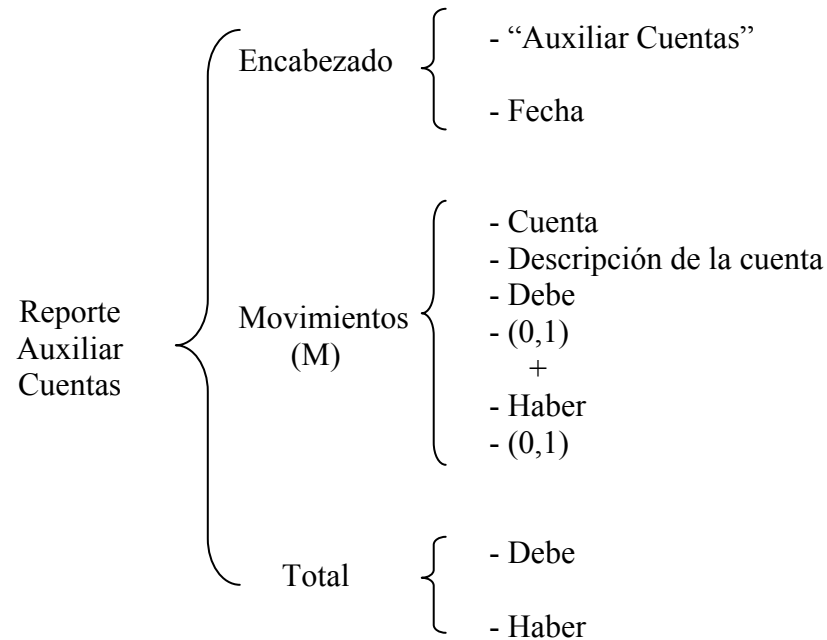 Reporte
Auxiliar
Cuentas
Encabezado
- “Auxiliar Cuentas”
- Fecha
Movimientos
(M)
- Cuenta
- Descripción de la cuenta
- Debe
- (0,1)
+
- Haber
- (0,1)
Total
- Debe
- Haber